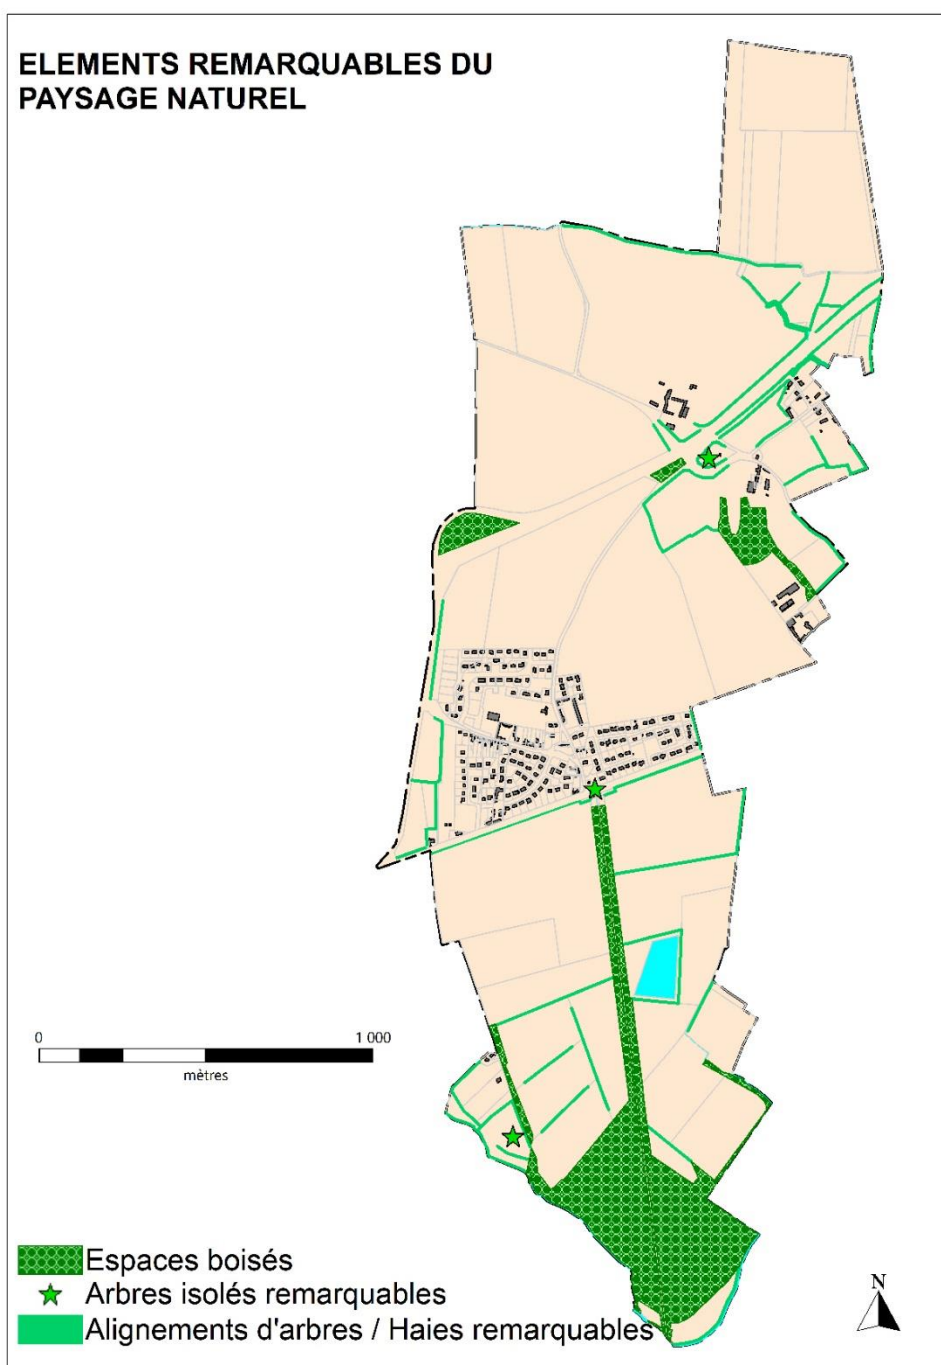 ELEMENTS REMARQUABLES DU
PAYSAGE NATUREL
0 1 000
mètres
Espaces boisés
Arbres isolés remarquables
Alignements d'arbres / Haies remarquables
N